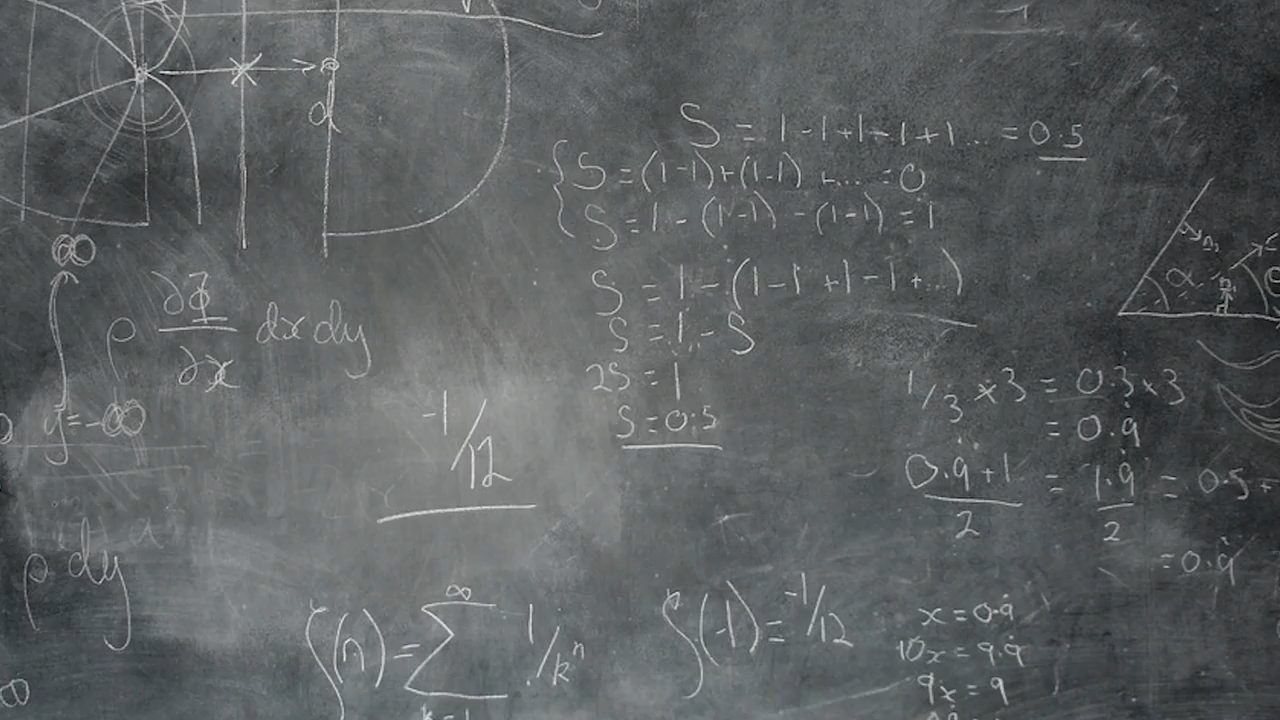 d
S = 1-1+1-1+1... = 0.5
S = (1-1)+(1-1) +... = 0
S = 1 - (1-1) - (1-1) = 1
S = 1 - (1-1+1-1+...)
S = 1 - S
2S = 1
S = 0.5
∞
ρ ∂Φ/∂x dx dy
y=-∞
-1/12
α
1/3 × 3 = 0.3̇ × 3
= 0.9̇
(0.9̇+1)/2 = 1.9̇/2 = 0.5+
= 0.9̇
ρ dy
∞
ζ(n) = ∑ 1/kⁿ
∞
k=1
ζ(-1) = -1/12
x = 0.9̇
10x = 9.9̇
9x = 9